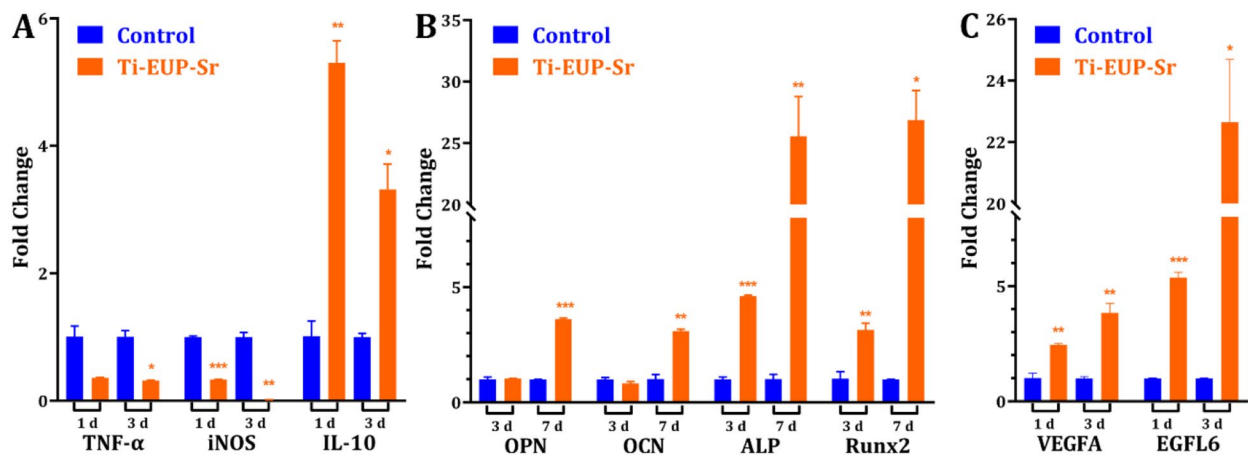 A
Control
Ti-EUP-Sr
Fold Change
6
4
2
0
**
*
*
***
**
1 d 3 d 1 d 3 d 1 d 3 d
TNF-α iNOS IL-10
B
Control
Ti-EUP-Sr
Fold Change
35
30
25
20
5
0
***
**
***
**
**
*
3 d 7 d 3 d 7 d 3 d 7 d 3 d 7 d
OPN OCN ALP Runx2
C
Control
Ti-EUP-Sr
Fold Change
26
24
22
20
5
1
0
**
**
***
*
1 d 3 d 1 d 3 d
VEGFA EGFL6